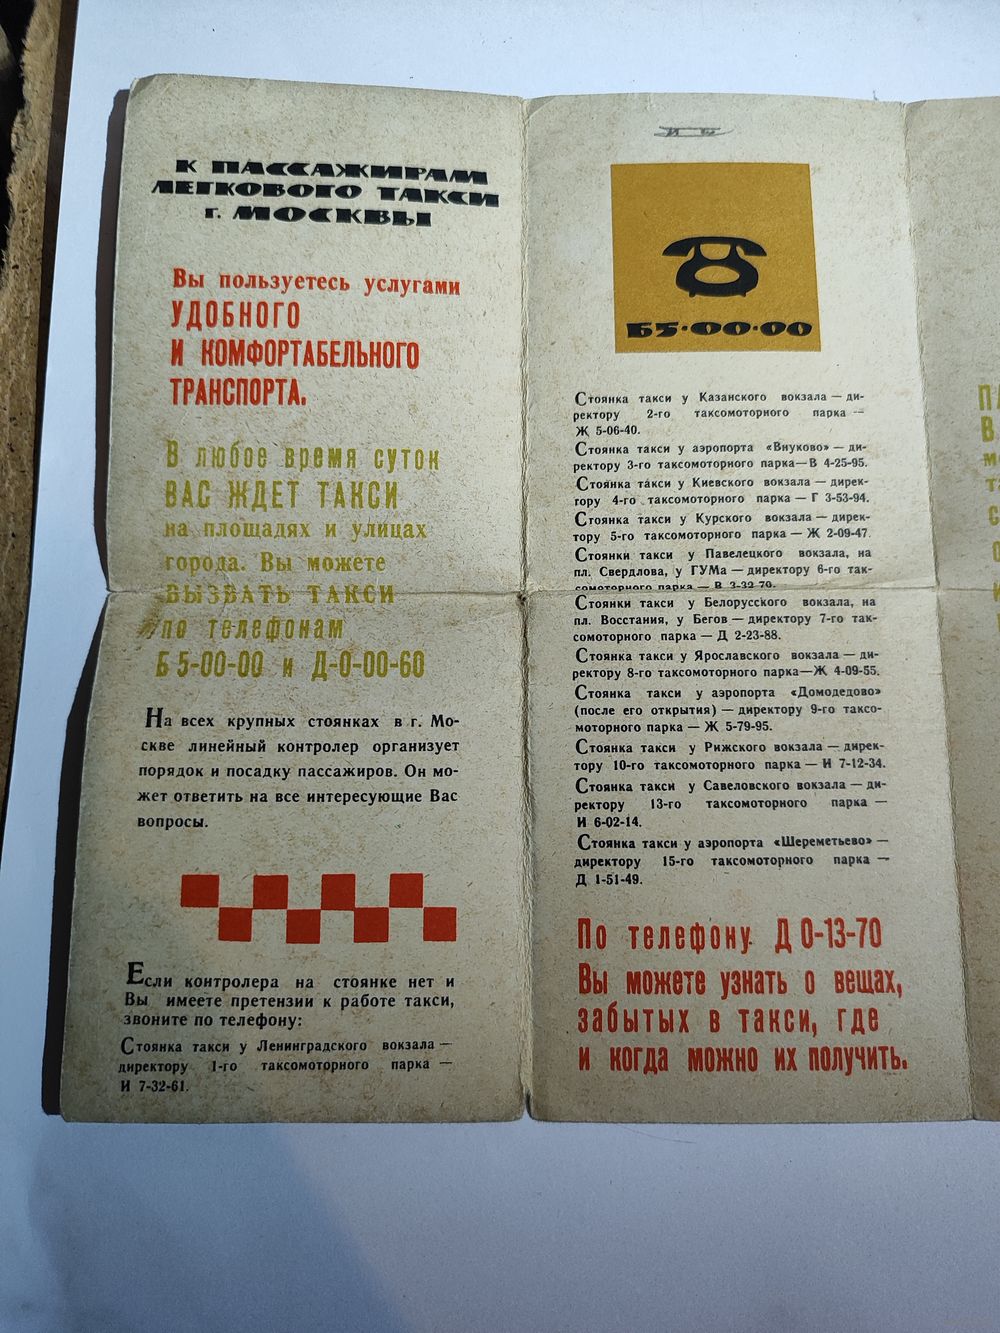 К ПАССАЖИРАМ
ЛЕГКОВОГО ТАКСИ
г. МОСКВЫ
Вы пользуетесь услугами
УДОБНОГО
И КОМФОРТАБЕЛЬНОГО
ТРАНСПОРТА.
В любое время суток
ВАС ЖДЕТ ТАКСИ
на площадях и улицах
города. Вы можете
ВЫЗВАТЬ ТАКСИ
по телефонам
Б 5-00-00 и Д-0-00-60
На всех крупных стоянках в г. Мо-
скве линейный контролер организует
порядок и посадку пассажиров. Он мо-
жет ответить на все интересующие Вас
вопросы.
Если контролера на стоянке нет и
Вы имеете претензии к работе такси,
звоните по телефону:
Стоянка такси у Ленинградского вокзала —
директору 1-го таксомоторного парка —
И 7-32-61.
Б5·00·00
Стоянка такси у Казанского вокзала — ди-
ректору 2-го таксомоторного парка —
Ж 5-06-40.
Стоянка такси у аэропорта «Внуково» — ди-
ректору 3-го таксомоторного парка — В 4-25-95.
Стоянка такси у Киевского вокзала — дирек-
тору 4-го таксомоторного парка — Г 3-53-94.
Стоянка такси у Курского вокзала — дирек-
тору 5-го таксомоторного парка — Ж 2-09-47.
Стоянки такси у Павелецкого вокзала, на
пл. Свердлова, у ГУМа — директору 6-го так-
сомоторного парка — В 3-32-79.
Стоянки такси у Белорусского вокзала, на
пл. Восстания, у Бегов — директору 7-го так-
сомоторного парка — Д 2-23-88.
Стоянка такси у Ярославского вокзала — ди-
ректору 8-го таксомоторного парка — Ж 4-09-55.
Стоянка такси у аэропорта «Домодедово»
(после его открытия) — директору 9-го таксо-
моторного парка — Ж 5-79-95.
Стоянка такси у Рижского вокзала — дирек-
тору 10-го таксомоторного парка — И 7-12-34.
Стоянка такси у Савеловского вокзала — ди-
ректору 13-го таксомоторного парка —
И 6-02-14.
Стоянка такси у аэропорта «Шереметьево» —
директору 15-го таксомоторного парка —
Д 1-51-49.
По телефону Д 0-13-70
Вы можете узнать о вещах,
забытых в такси, где
и когда можно их получить.